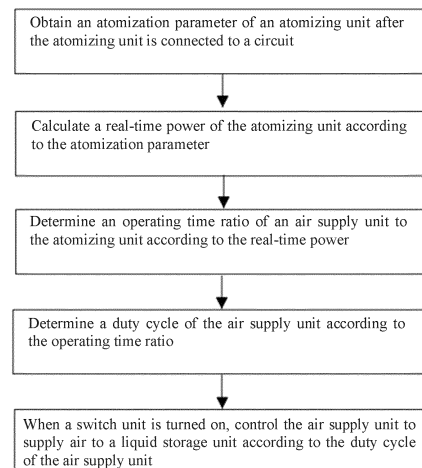 Obtain an atomization parameter of an atomizing unit after
the atomizing unit is connected to a circuit
Calculate a real-time power of the atomizing unit according
to the atomization parameter
Determine an operating time ratio of an air supply unit to
the atomizing unit according to the real-time power
Determine a duty cycle of the air supply unit according to
the operating time ratio
When a switch unit is turned on, control the air supply unit to
supply air to a liquid storage unit according to the duty cycle
of the air supply unit